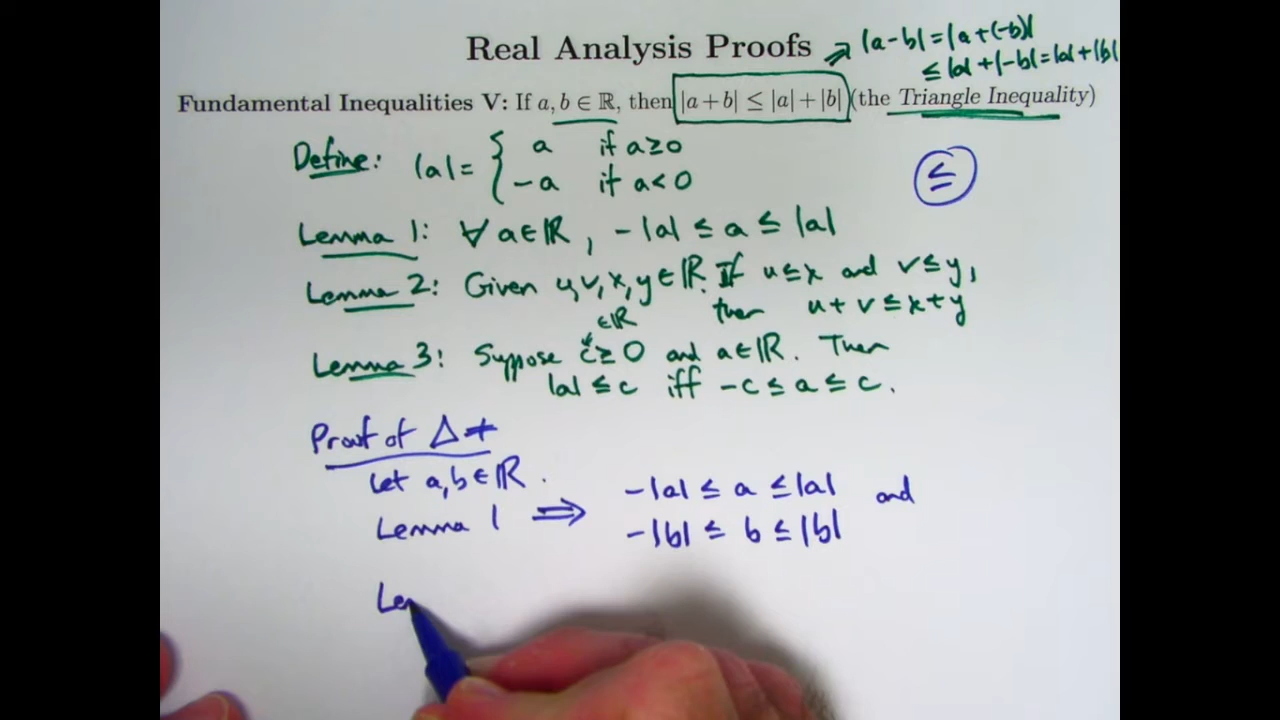 Real Analysis Proofs
⇒ |a-b| = |a+(-b)|
≤ |a|+|-b| = |a|+|b|
Fundamental Inequalities V: If a, b ∈ ℝ, then |a + b| ≤ |a| + |b| (the Triangle Inequality)
Define: |a| = { a if a ≥ 0
-a if a < 0
≤
Lemma 1: ∀ a∈ℝ, -|a| ≤ a ≤ |a|
Lemma 2: Given u,v,x,y ∈ ℝ. If u ≤ x and v ≤ y,
then u + v ≤ x + y
∈ℝ
Lemma 3: Suppose c ≥ 0 and a∈ℝ. Then
|a| ≤ c iff -c ≤ a ≤ c.
Proof of Δ≠
Let a,b ∈ ℝ.
Lemma 1 ⇒ -|a| ≤ a ≤ |a| and
-|b| ≤ b ≤ |b|
Le